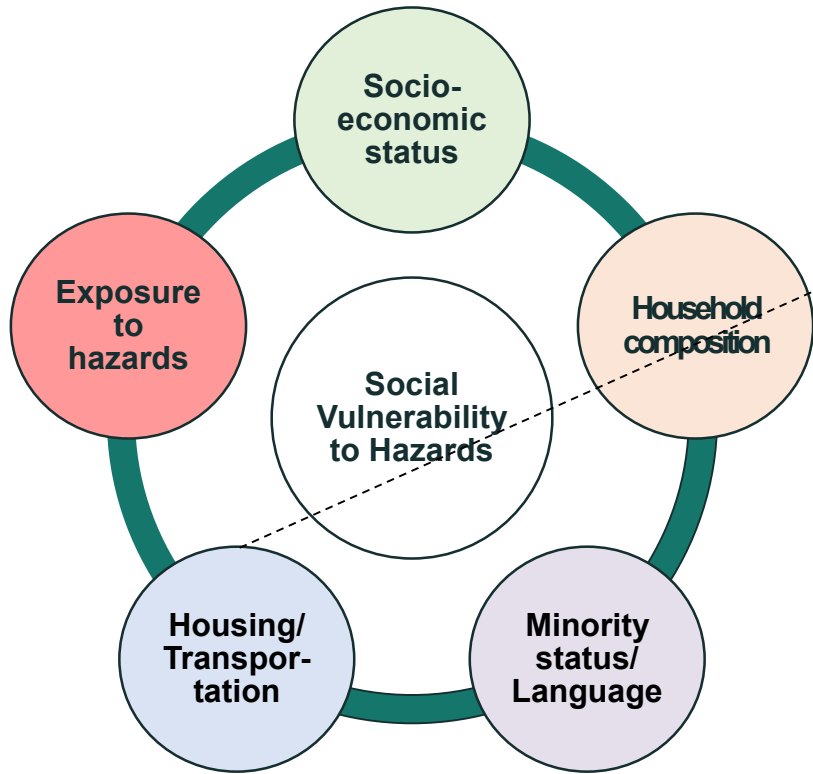 Socio-
economic
status
Exposure
to
hazards
Household
composition
Social
Vulnerability
to Hazards
Housing/
Transpor-
tation
Minority
status/
Language